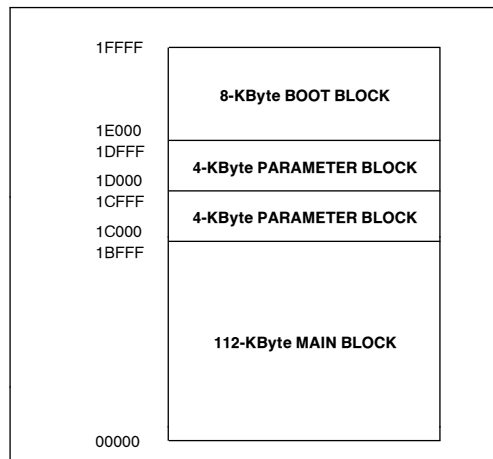 1FFFF
8-KByte BOOT BLOCK
1E000
1DFFF
4-KByte PARAMETER BLOCK
1D000
1CFFF
4-KByte PARAMETER BLOCK
1C000
1BFFF
112-KByte MAIN BLOCK
00000